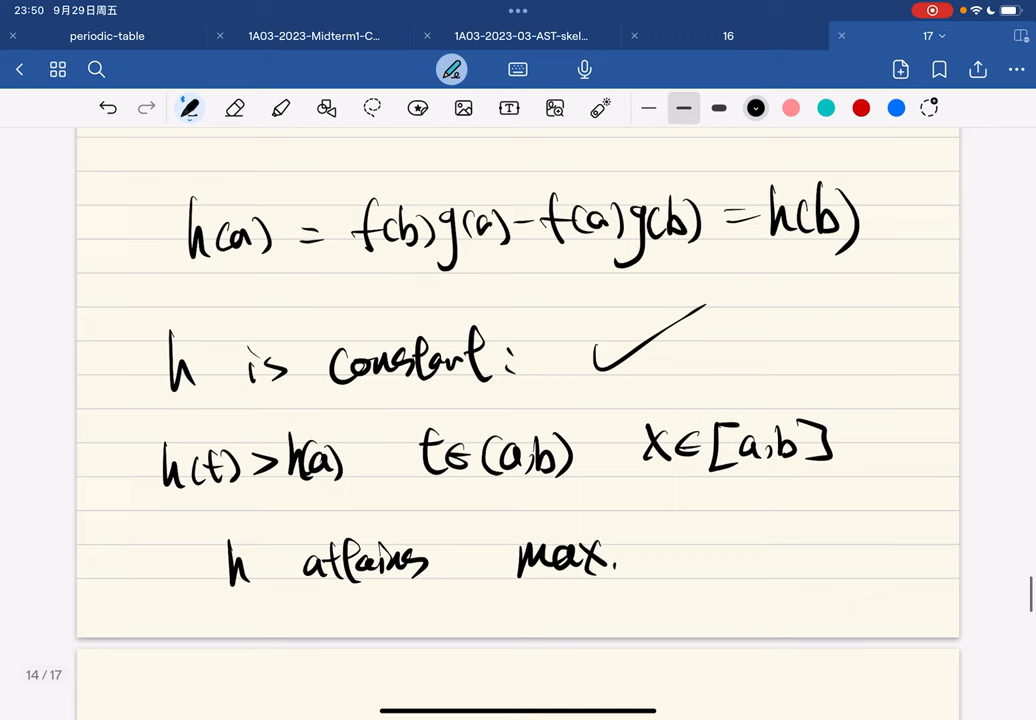 23:50 9月29日周五
periodic-table 1A03-2023-Midterm1-C... 1A03-2023-03-AST-skel... 16 17
h(a) = f(b)g(a) - f(a)g(b) = h(b)
h is constant: ✓
h(t) > h(a) t∈(a,b) x∈[a,b]
h attains max.
14 / 17